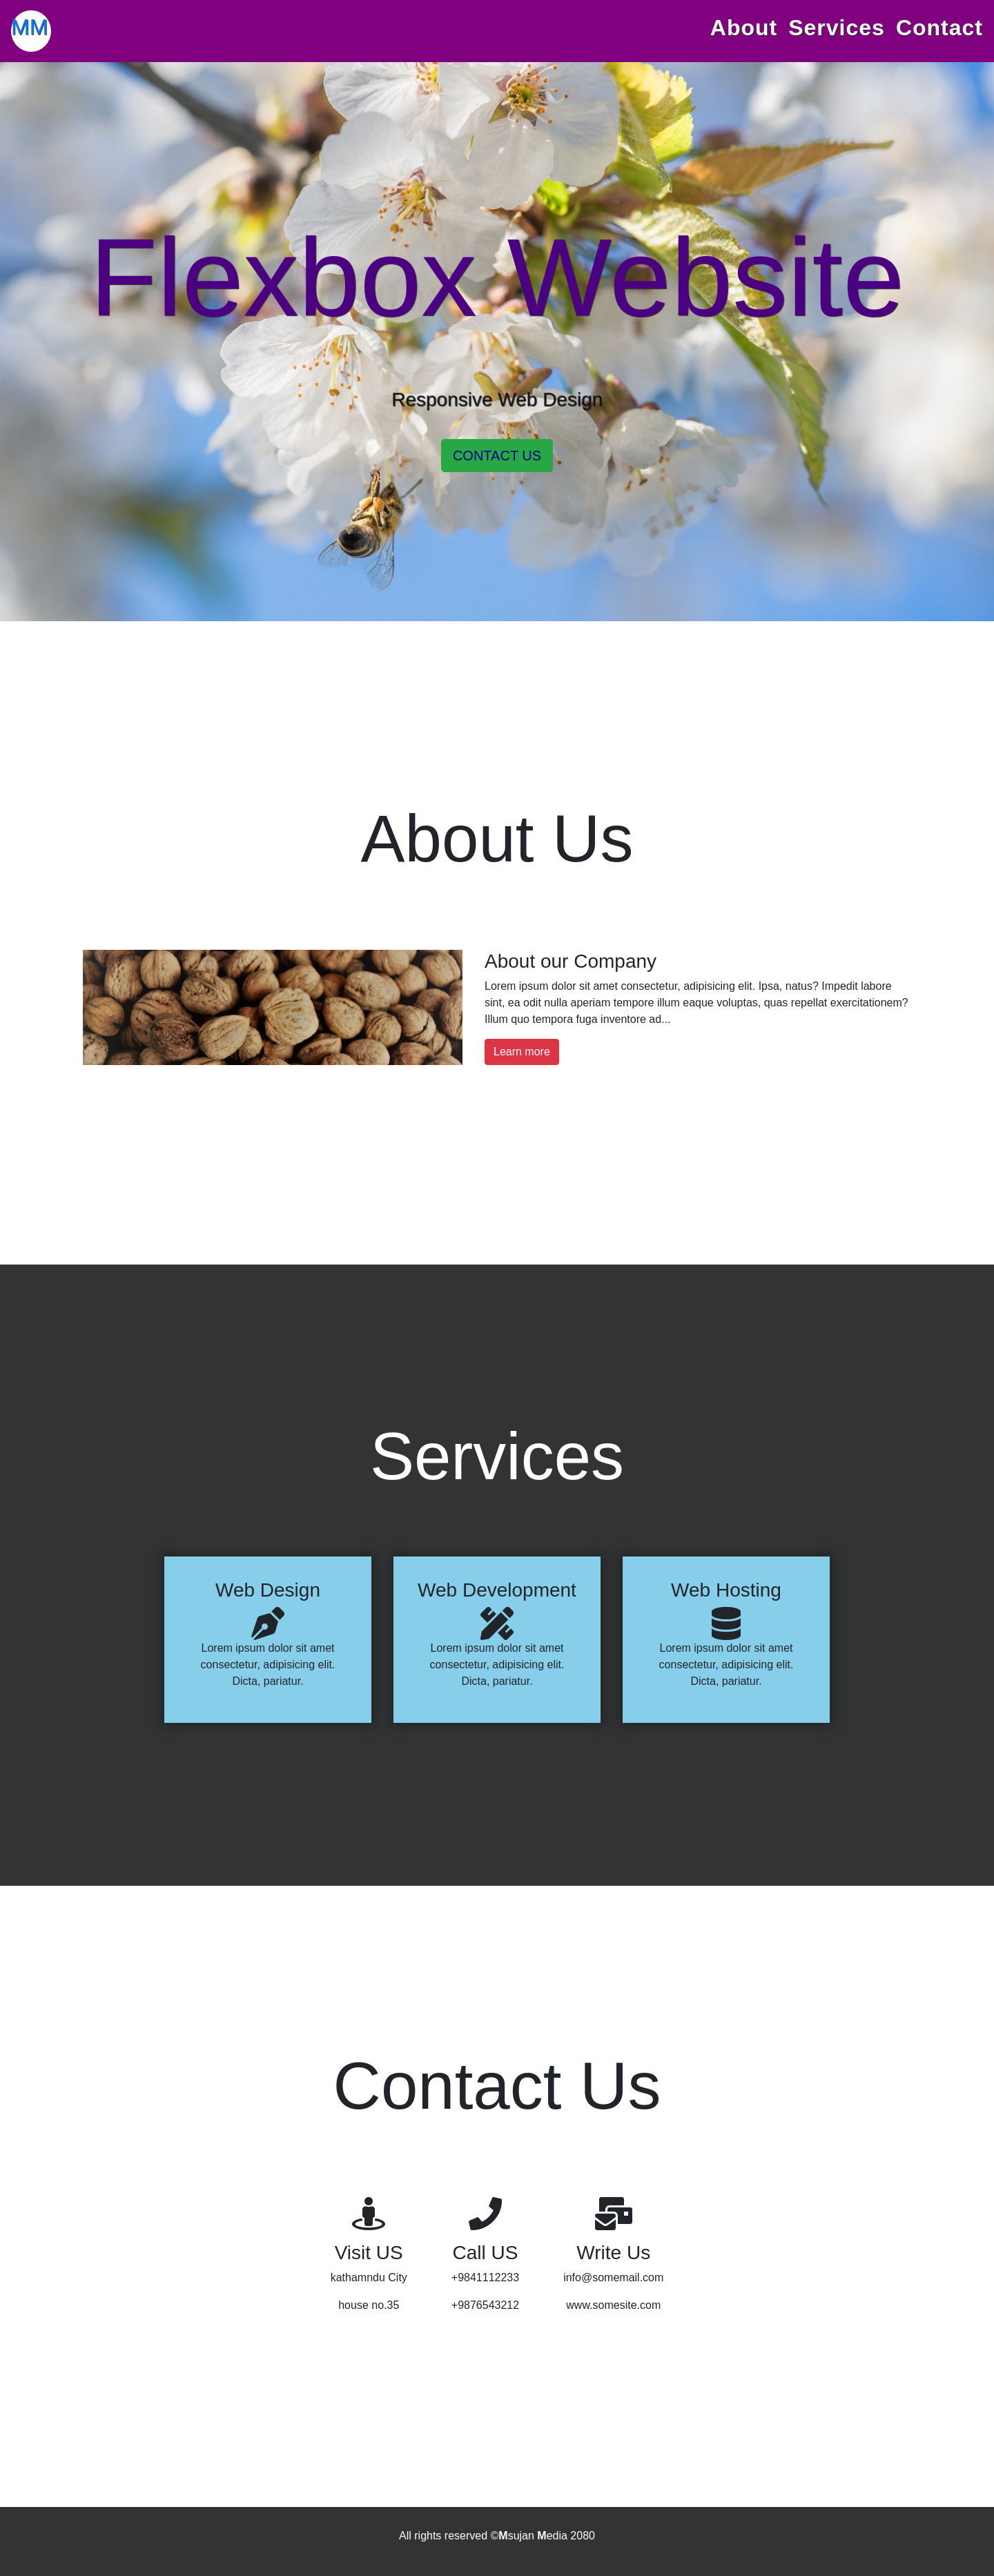 MM
About Services Contact
Flexbox Website
Responsive Web Design
CONTACT US
About Us
About our Company
Lorem ipsum dolor sit amet consectetur, adipisicing elit. Ipsa, natus? Impedit labore
sint, ea odit nulla aperiam tempore illum eaque voluptas, quas repellat exercitationem?
Illum quo tempora fuga inventore ad...
Learn more
Services
Web Design
Lorem ipsum dolor sit amet
consectetur, adipisicing elit.
Dicta, pariatur.
Web Development
Lorem ipsum dolor sit amet
consectetur, adipisicing elit.
Dicta, pariatur.
Web Hosting
Lorem ipsum dolor sit amet
consectetur, adipisicing elit.
Dicta, pariatur.
Contact Us
Visit US
kathamndu City
house no.35
Call US
+9841112233
+9876543212
Write Us
info@somemail.com
www.somesite.com
All rights reserved ©Msujan Media 2080